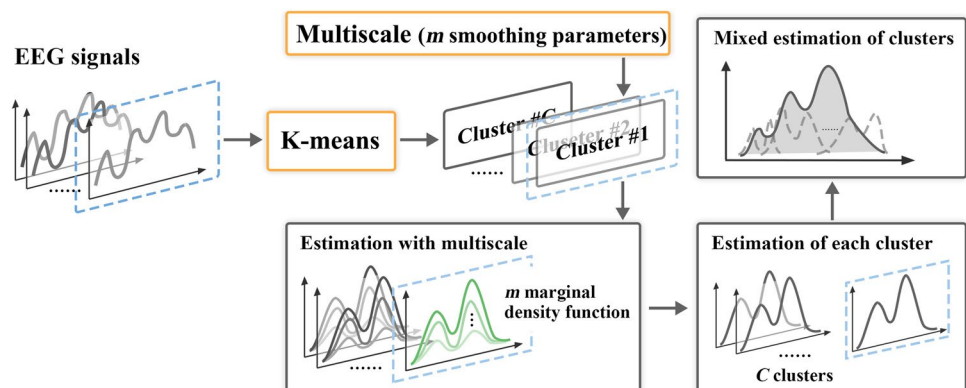 Multiscale (m smoothing parameters)
EEG signals
K-means
......
Cluster #C
Cluseter #2
Cluster #1
......
Mixed estimation of clusters
......
Estimation with multiscale
m marginal
density function
......
Estimation of each cluster
......
C clusters